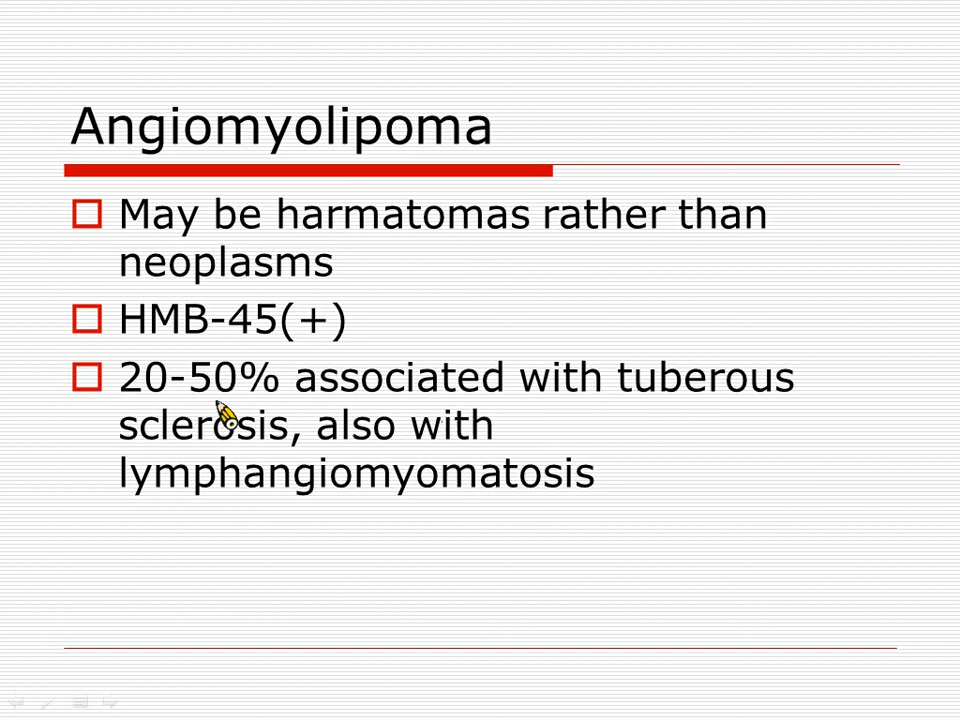 Angiomyolipoma
May be harmatomas rather than
neoplasms
HMB-45(+)
20-50% associated with tuberous
sclerosis, also with
lymphangiomyomatosis